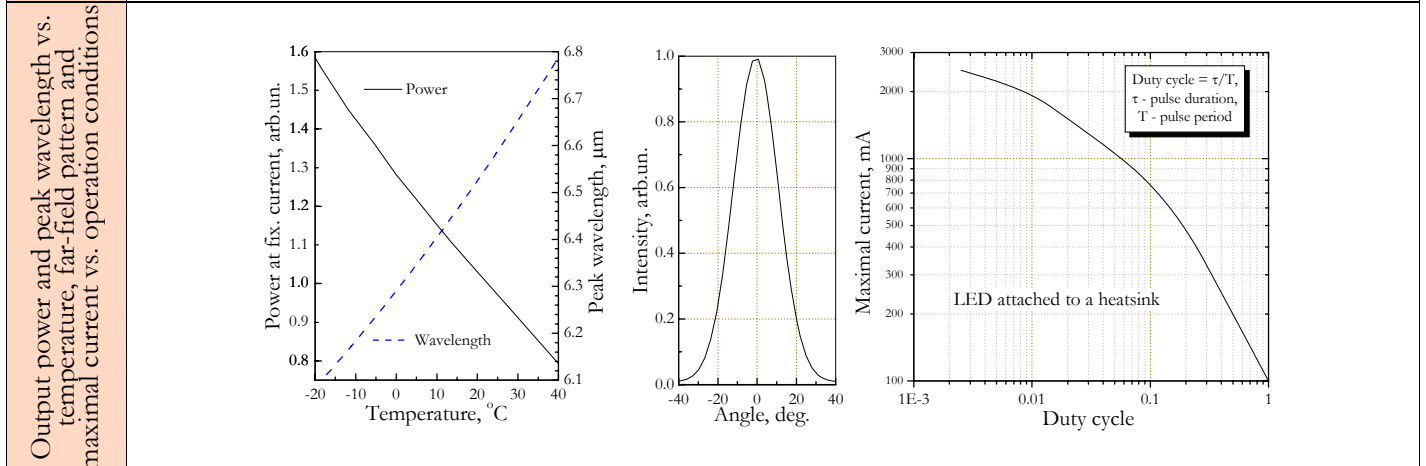 Output power and peak wavelength vs.
temperature, far-field pattern and
maximal current vs. operation conditions
Power at fix. current, arb.un.
1.6
1.5
1.4
1.3
1.2
1.1
1.0
0.9
0.8
Power
Wavelength
-20 -10 0 10 20 30 40
Temperature, °C
6.8
6.7
6.6
6.5
6.4
6.3
6.2
6.1
Peak wavelength, µm
Intensity, arb.un.
1.0
0.8
0.6
0.4
0.2
0.0
-40 -20 0 20 40
Angle, deg.
Maximal current, mA
3000
2000
1000
900
800
700
600
500
400
300
200
100
Duty cycle = τ/T,
τ - pulse duration,
T - pulse period
LED attached to a heatsink
1E-3 0.01 0.1 1
Duty cycle